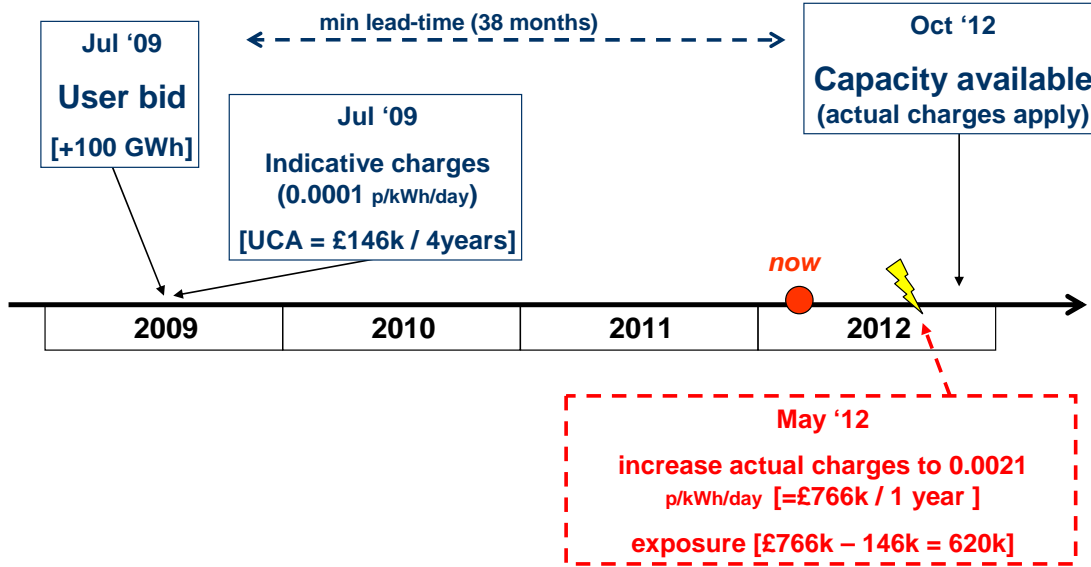 min lead-time (38 months)
Jul ‘09
User bid
[+100 GWh]
Jul ‘09
Indicative charges
(0.0001 p/kWh/day)
[UCA = £146k / 4years]
Oct ‘12
Capacity available
(actual charges apply)
now
2009
2010
2011
2012
May ‘12
increase actual charges to 0.0021
p/kWh/day [=£766k / 1 year ]
exposure [£766k – 146k = 620k]